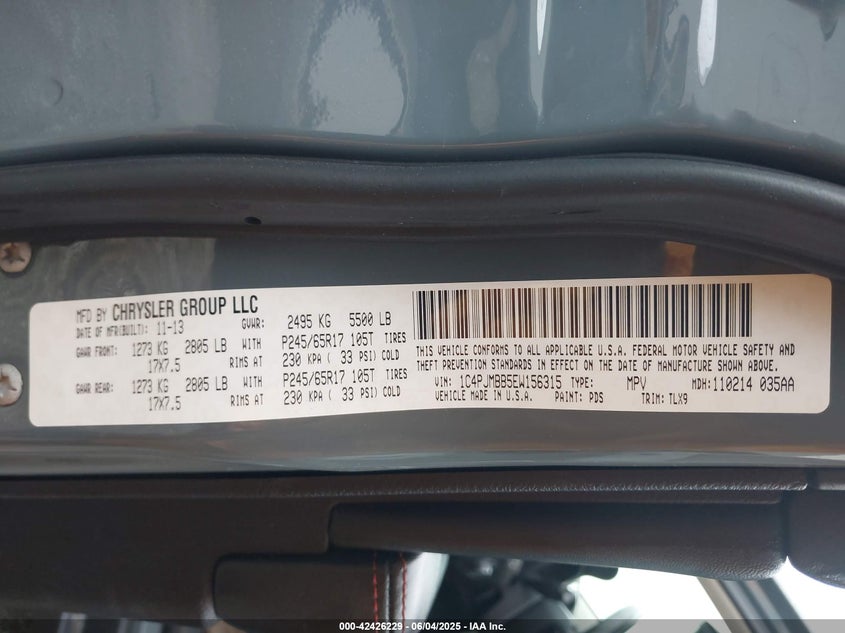 MFD BY CHRYSLER GROUP LLC
DATE OF MFR(BUILT): 11-13 GVWR: 2495 KG 5500 LB
GAWR FRONT: 1273 KG 2805 LB WITH P245/65R17 105T TIRES
17X7.5 RIMS AT 230 KPA ( 33 PSI) COLD
GAWR REAR: 1273 KG 2805 LB WITH P245/65R17 105T TIRES
17X7.5 RIMS AT 230 KPA ( 33 PSI) COLD
THIS VEHICLE CONFORMS TO ALL APPLICABLE U.S.A. FEDERAL MOTOR VEHICLE SAFETY AND
THEFT PREVENTION STANDARDS IN EFFECT ON THE DATE OF MANUFACTURE SHOWN ABOVE.
VIN: 1C4PJMBB5EW156315 TYPE: MPV MDH: 110214 035AA
VEHICLE MADE IN U.S.A. PAINT: PDS TRIM: TLX9
000-42426229 - 06/04/2025 - IAA Inc.